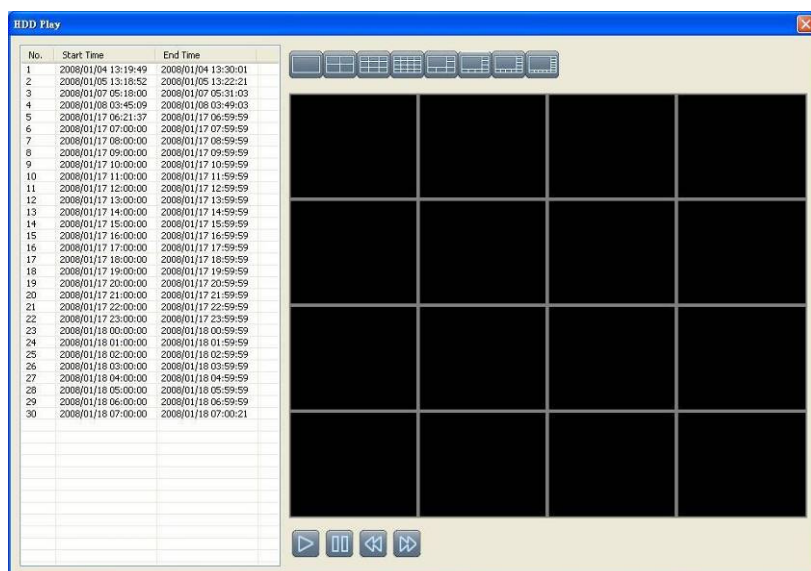 HDD Play
No. Start Time End Time
1 2008/01/04 13:19:49 2008/01/04 13:30:01
2 2008/01/05 13:18:52 2008/01/05 13:22:21
3 2008/01/07 05:18:00 2008/01/07 05:31:03
4 2008/01/08 03:45:09 2008/01/08 03:49:03
5 2008/01/17 06:21:37 2008/01/17 06:59:59
6 2008/01/17 07:00:00 2008/01/17 07:59:59
7 2008/01/17 08:00:00 2008/01/17 08:59:59
8 2008/01/17 09:00:00 2008/01/17 09:59:59
9 2008/01/17 10:00:00 2008/01/17 10:59:59
10 2008/01/17 11:00:00 2008/01/17 11:59:59
11 2008/01/17 12:00:00 2008/01/17 12:59:59
12 2008/01/17 13:00:00 2008/01/17 13:59:59
13 2008/01/17 14:00:00 2008/01/17 14:59:59
14 2008/01/17 15:00:00 2008/01/17 15:59:59
15 2008/01/17 16:00:00 2008/01/17 16:59:59
16 2008/01/17 17:00:00 2008/01/17 17:59:59
17 2008/01/17 18:00:00 2008/01/17 18:59:59
18 2008/01/17 19:00:00 2008/01/17 19:59:59
19 2008/01/17 20:00:00 2008/01/17 20:59:59
20 2008/01/17 21:00:00 2008/01/17 21:59:59
21 2008/01/17 22:00:00 2008/01/17 22:59:59
22 2008/01/17 23:00:00 2008/01/17 23:59:59
23 2008/01/18 00:00:00 2008/01/18 00:59:59
24 2008/01/18 01:00:00 2008/01/18 01:59:59
25 2008/01/18 02:00:00 2008/01/18 02:59:59
26 2008/01/18 03:00:00 2008/01/18 03:59:59
27 2008/01/18 04:00:00 2008/01/18 04:59:59
28 2008/01/18 05:00:00 2008/01/18 05:59:59
29 2008/01/18 06:00:00 2008/01/18 06:59:59
30 2008/01/18 07:00:00 2008/01/18 07:00:21